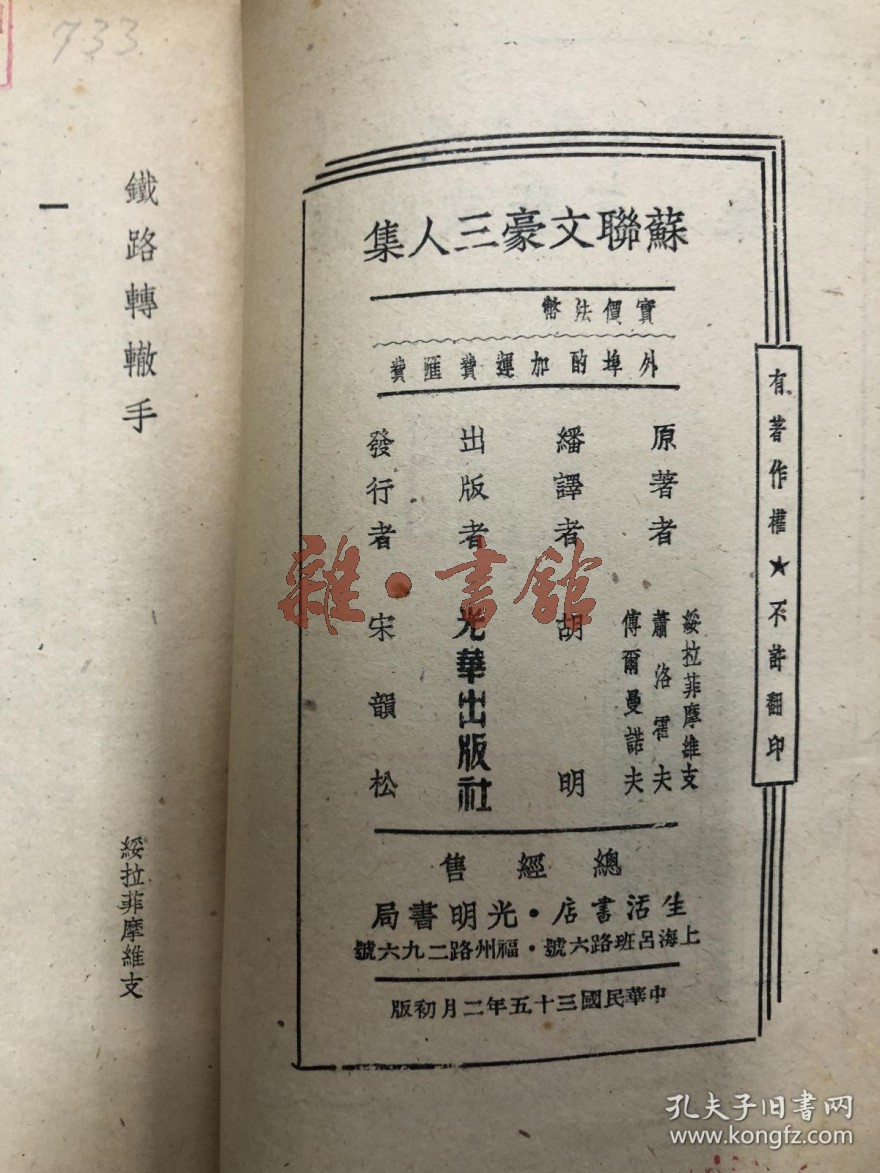 蘇聯文豪三人集
實價法幣
外埠酌加運費匯費
原著者
綏拉菲摩維支
蕭洛霍夫
傅爾曼諾夫
繙譯者 胡明
出版者 光華出版社
發行者 宋韻松
總經售
生活書店·光明書局
上海呂班路六號·福州路二九六號
中華民國三十五年二月初版
有著作權★不許翻印
733.
鐵路轉轍手
綏拉菲摩維支
一
雜·書館
孔夫子旧书网
www.kongfz.com